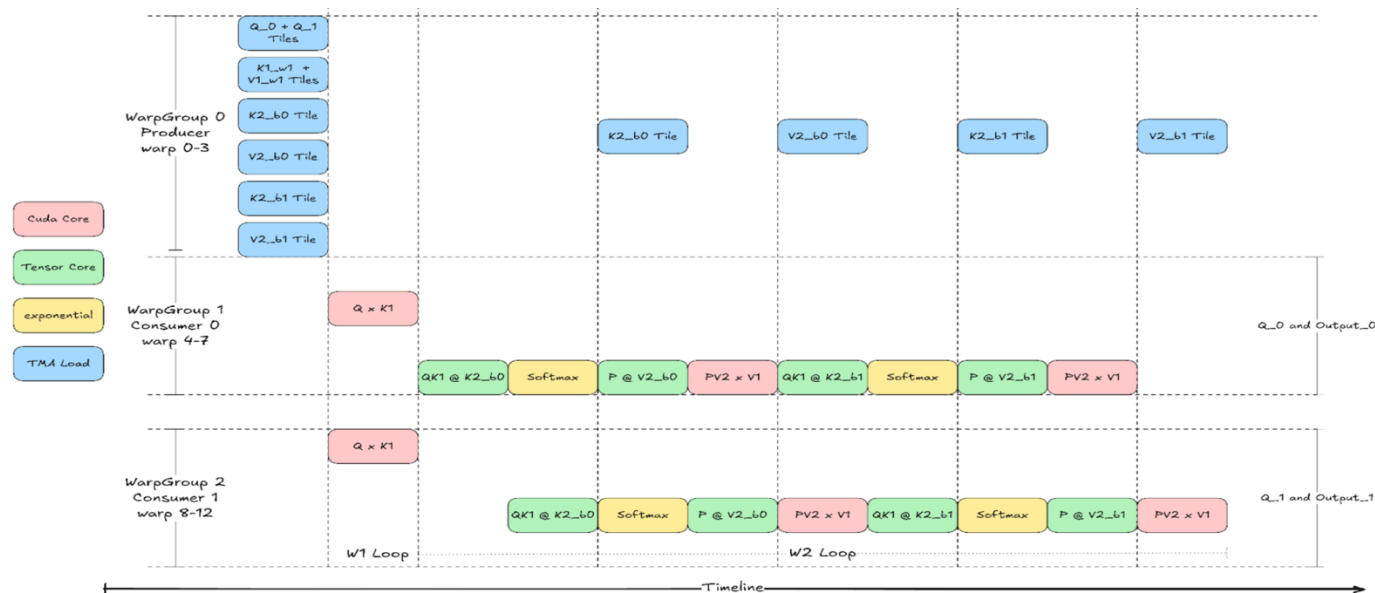 Q_0 + Q_1
Tiles
K1_w1 +
V1_w1 Tiles
WarpGroup 0
Producer
warp 0-3
K2_b0 Tile
V2_b0 Tile
K2_b1 Tile
V2_b1 Tile
K2_b0 Tile
V2_b0 Tile
K2_b1 Tile
V2_b1 Tile
Cuda Core
Tensor Core
exponential
TMA Load
WarpGroup 1
Consumer 0
warp 4-7
Q x K1
QK1 @ K2_b0
Softmax
P @ V2_b0
PV2 x V1
QK1 @ K2_b1
Softmax
P @ V2_b1
PV2 x V1
Q_0 and Output_0
WarpGroup 2
Consumer 1
warp 8-12
Q x K1
QK1 @ K2_b0
Softmax
P @ V2_b0
PV2 x V1
QK1 @ K2_b1
Softmax
P @ V2_b1
PV2 x V1
Q_1 and Output_1
W1 Loop
W2 Loop
Timeline